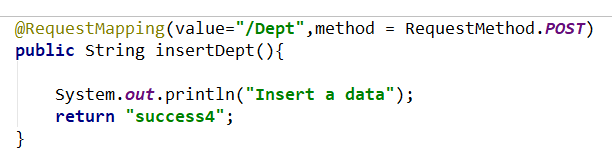 @RequestMapping(value="/Dept",method = RequestMethod.POST)
public String insertDept(){
System.out.println("Insert a data");
return "success4";
}